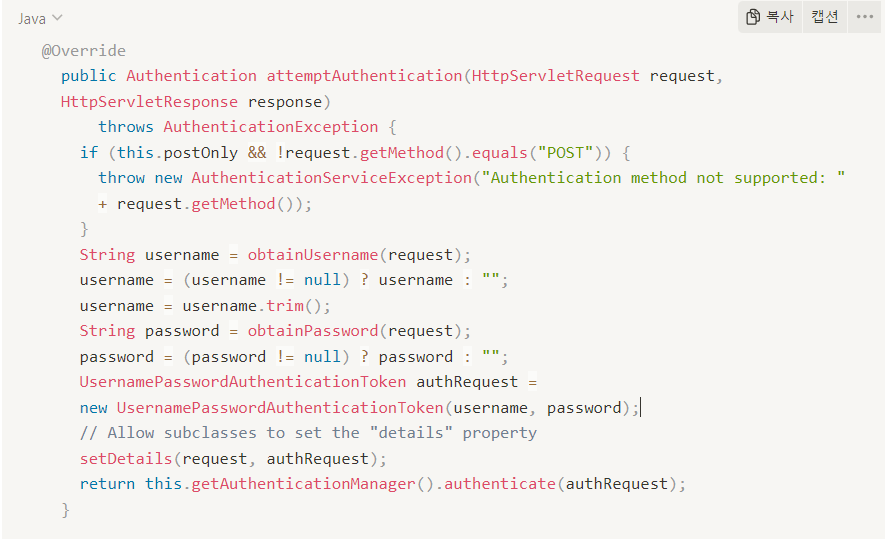 Java
복사 캡션
@Override
public Authentication attemptAuthentication(HttpServletRequest request,
HttpServletResponse response)
throws AuthenticationException {
if (this.postOnly && !request.getMethod().equals("POST")) {
throw new AuthenticationServiceException("Authentication method not supported: "
+ request.getMethod());
}
String username = obtainUsername(request);
username = (username != null) ? username : "";
username = username.trim();
String password = obtainPassword(request);
password = (password != null) ? password : "";
UsernamePasswordAuthenticationToken authRequest =
new UsernamePasswordAuthenticationToken(username, password);
// Allow subclasses to set the "details" property
setDetails(request, authRequest);
return this.getAuthenticationManager().authenticate(authRequest);
}